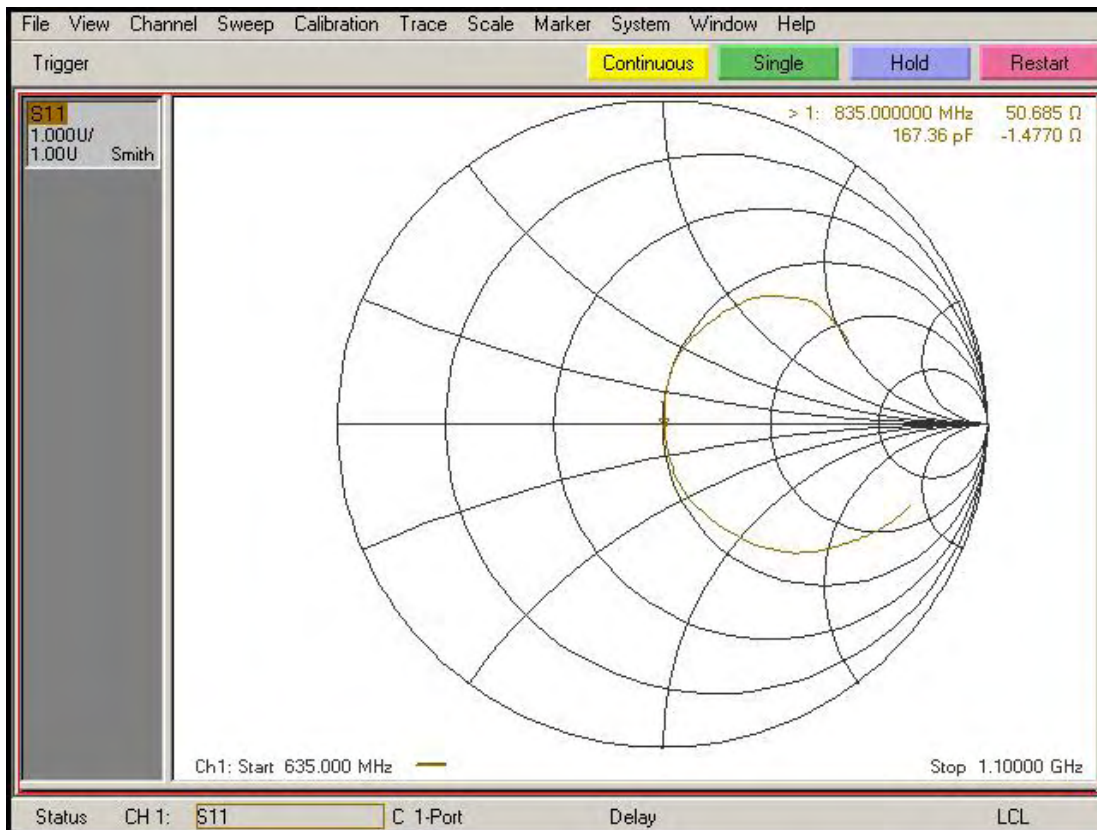 File View Channel Sweep Calibration Trace Scale Marker System Window Help
Trigger Continuous Single Hold Restart
S11
1.000U/
1.00U Smith
> 1: 835.000000 MHz 50.685 Ω
167.36 pF -1.4770 Ω
Ch1: Start 635.000 MHz Stop 1.10000 GHz
Status CH 1: S11 C 1-Port Delay LCL